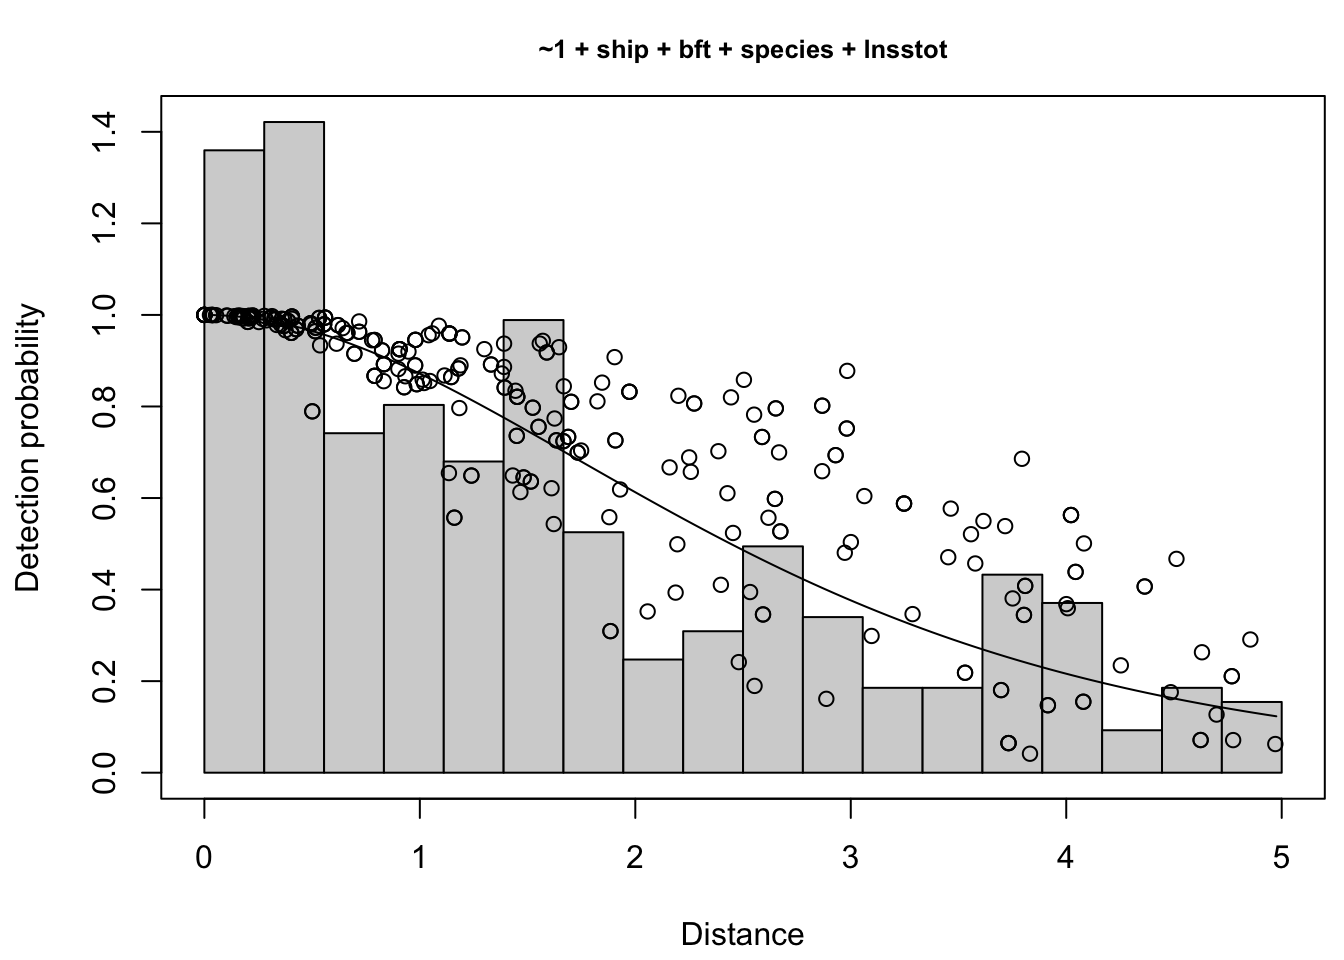 ~1 + ship + bft + species + lnsstot
Detection probability
1.4
1.2
1.0
0.8
0.6
0.4
0.2
0.0
0 1 2 3 4 5
Distance